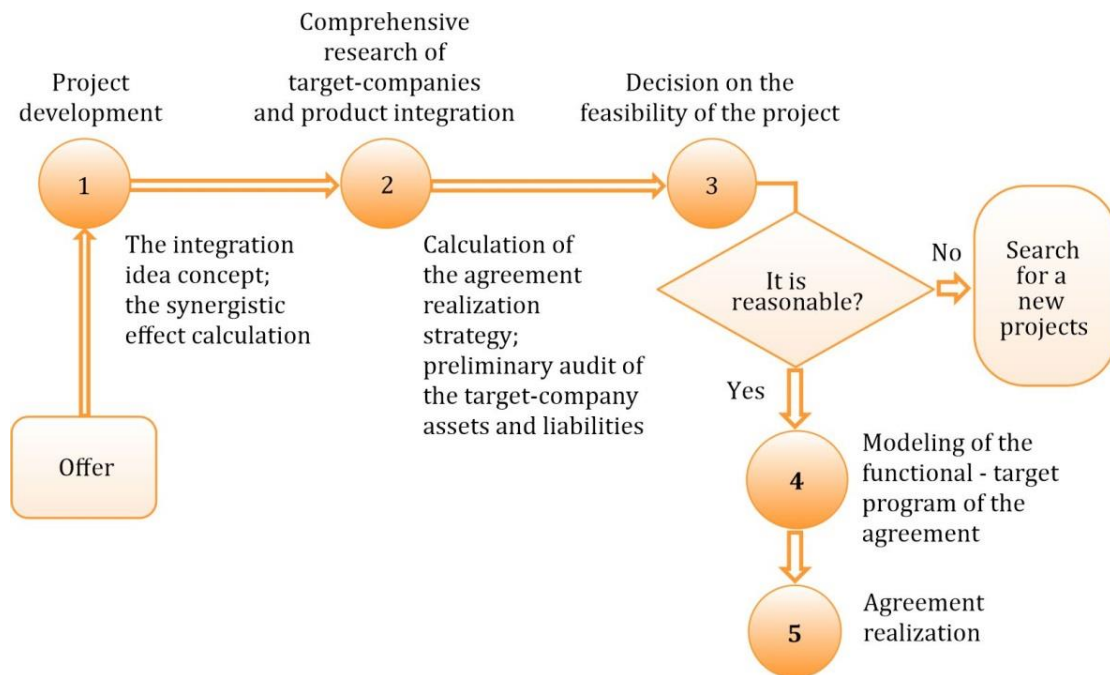 Project
development
1
The integration
idea concept;
the synergistic
effect calculation
Offer
Comprehensive
research of
target-companies
and product integration
2
Calculation of
the agreement
realization
strategy;
preliminary audit of
the target-company
assets and liabilities
Decision on the
feasibility of the project
3
It is
reasonable?
No
Search
for a
new
projects
Yes
4
Modeling of the
functional - target
program of the
agreement
5
Agreement
realization